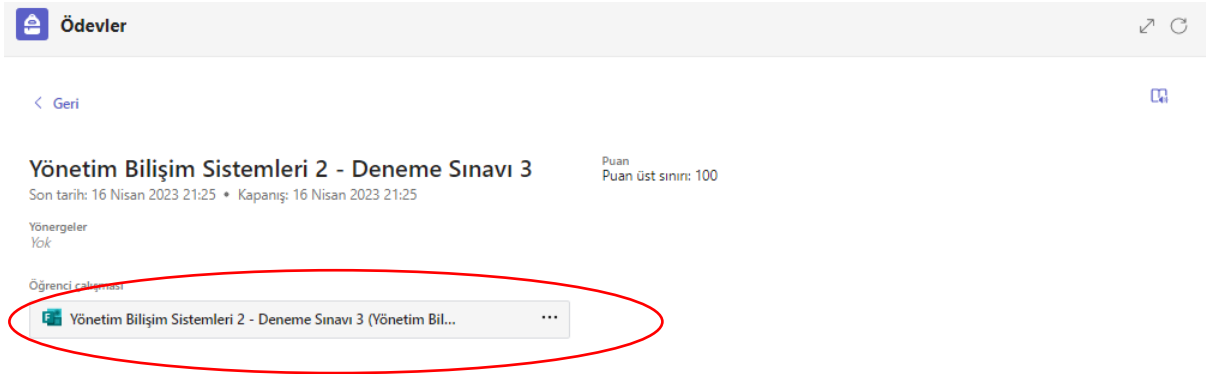 Ödevler
Geri
Yönetim Bilişim Sistemleri 2 - Deneme Sınavı 3
Son tarih: 16 Nisan 2023 21:25 • Kapanış: 16 Nisan 2023 21:25
Puan
Puan üst sınırı: 100
Yönergeler
Yok
Öğrenci çalışması
Yönetim Bilişim Sistemleri 2 - Deneme Sınavı 3 (Yönetim Bil...